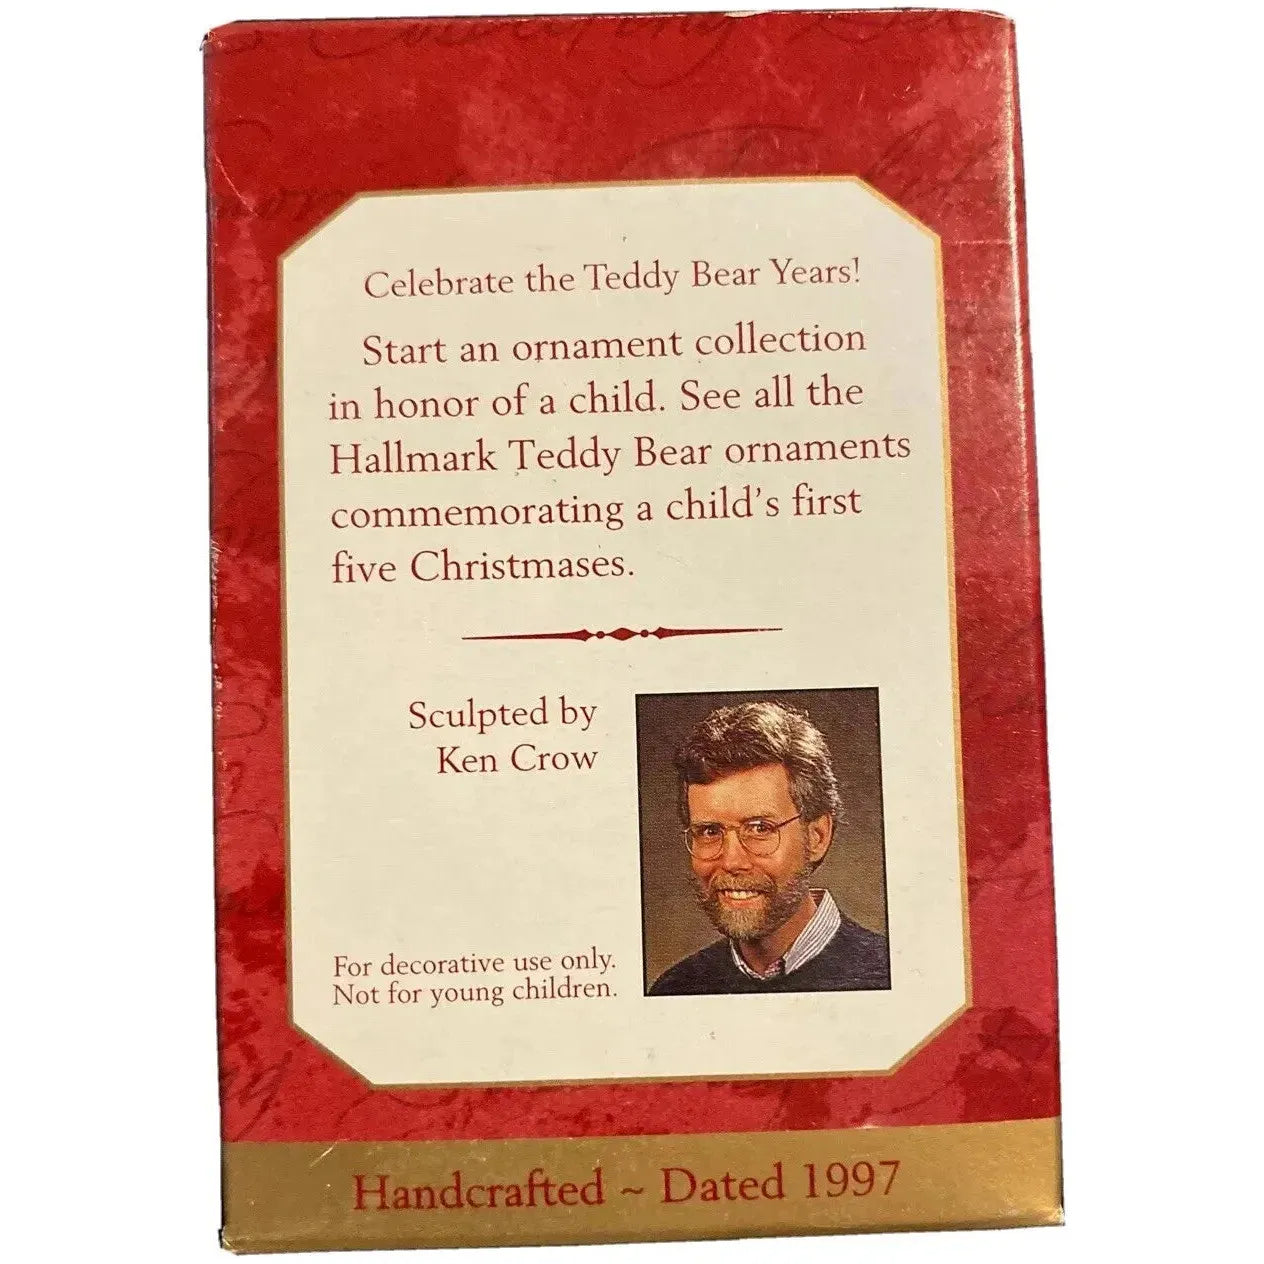 Celebrate the Teddy Bear Years!
Start an ornament collection
in honor of a child. See all the
Hallmark Teddy Bear ornaments
commemorating a child's first
five Christmases.
Sculpted by
Ken Crow
For decorative use only.
Not for young children.
Handcrafted ~ Dated 1997